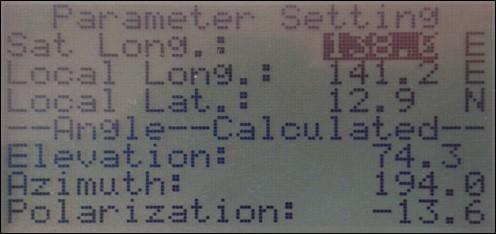 Parameter Setting
Sat Long.: E
Local Long.: 141.2 E
Local Lat.: 12.9 N
--Angle--Calculated--
Elevation: 74.3
Azimuth: 194.0
Polarization: -13.6